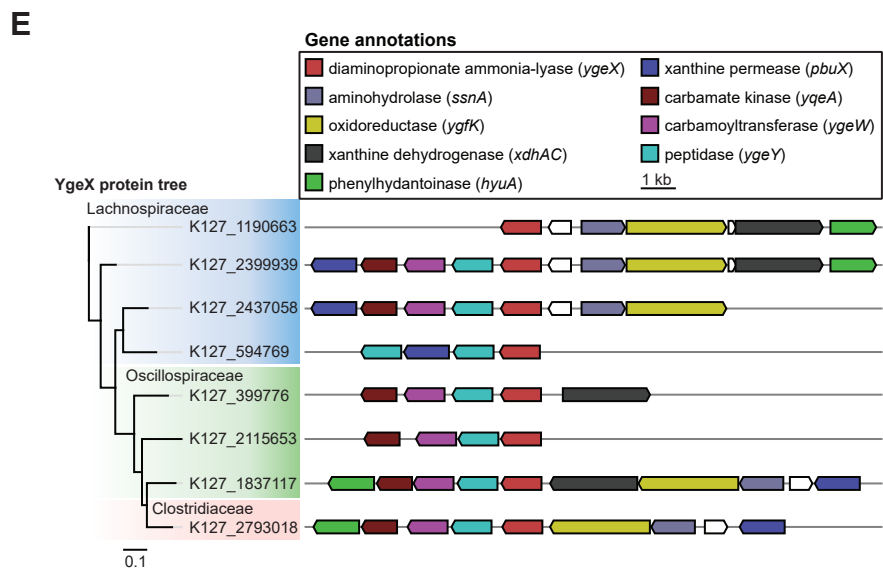 E
Gene annotations
diaminopropionate ammonia-lyase (ygeX)
aminohydrolase (ssnA)
oxidoreductase (ygfK)
xanthine dehydrogenase (xdhAC)
phenylhydantoinase (hyuA)
xanthine permease (pbuX)
carbamate kinase (yqeA)
carbamoyltransferase (ygeW)
peptidase (ygeY)
1 kb
YgeX protein tree
Lachnospiraceae
K127_1190663
K127_2399939
K127_2437058
K127_594769
Oscillospiraceae
K127_399776
K127_2115653
K127_1837117
Clostridiaceae
K127_2793018
0.1